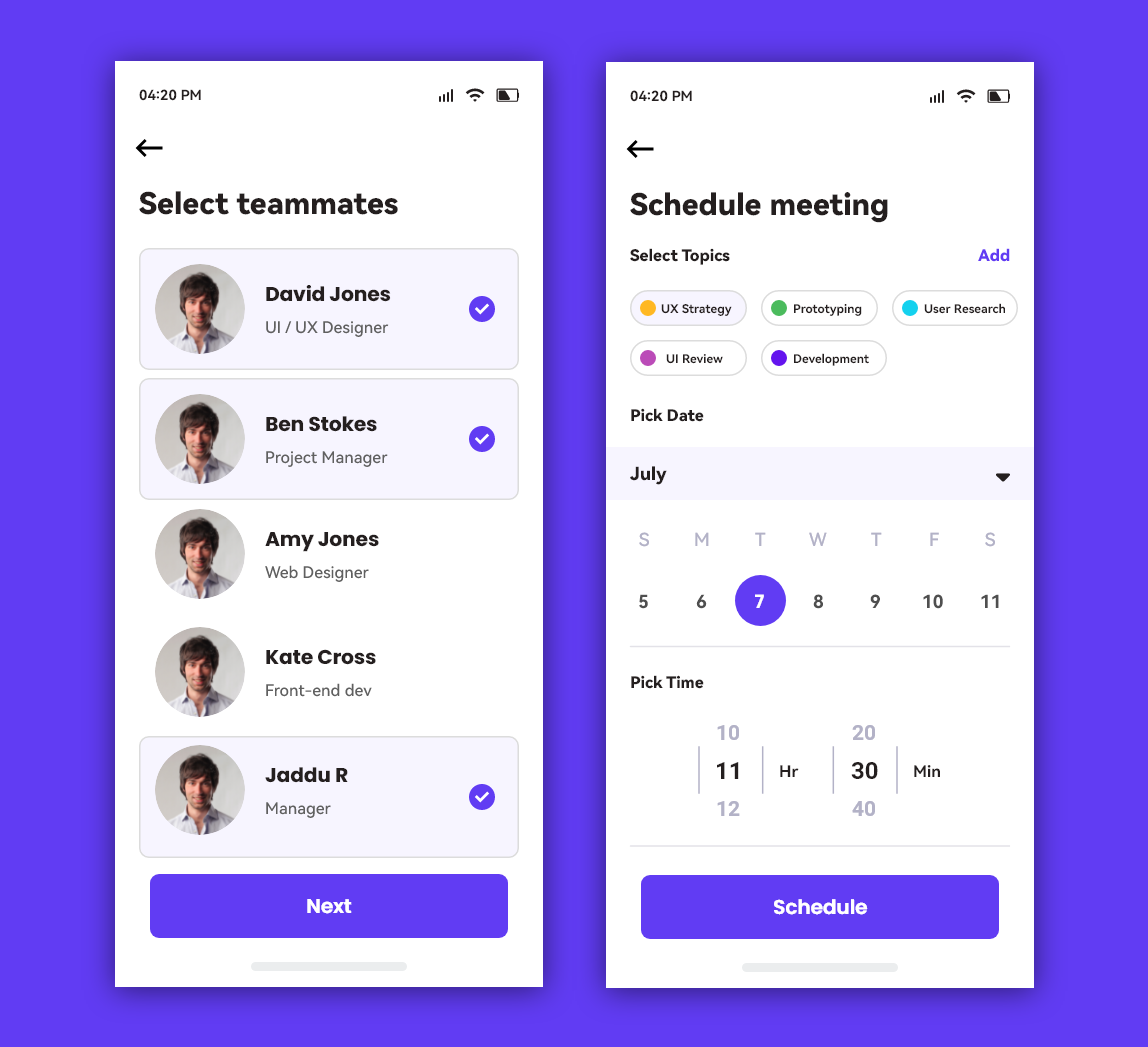 04:20 PM
Select teammates
David Jones
UI / UX Designer
Ben Stokes
Project Manager
Amy Jones
Web Designer
Kate Cross
Front-end dev
Jaddu R
Manager
Next
04:20 PM
Schedule meeting
Select Topics Add
UX Strategy Prototyping User Research
UI Review Development
Pick Date
July
S M T W T F S
5 6 7 8 9 10 11
Pick Time
10 20
11 Hr 30 Min
12 40
Schedule